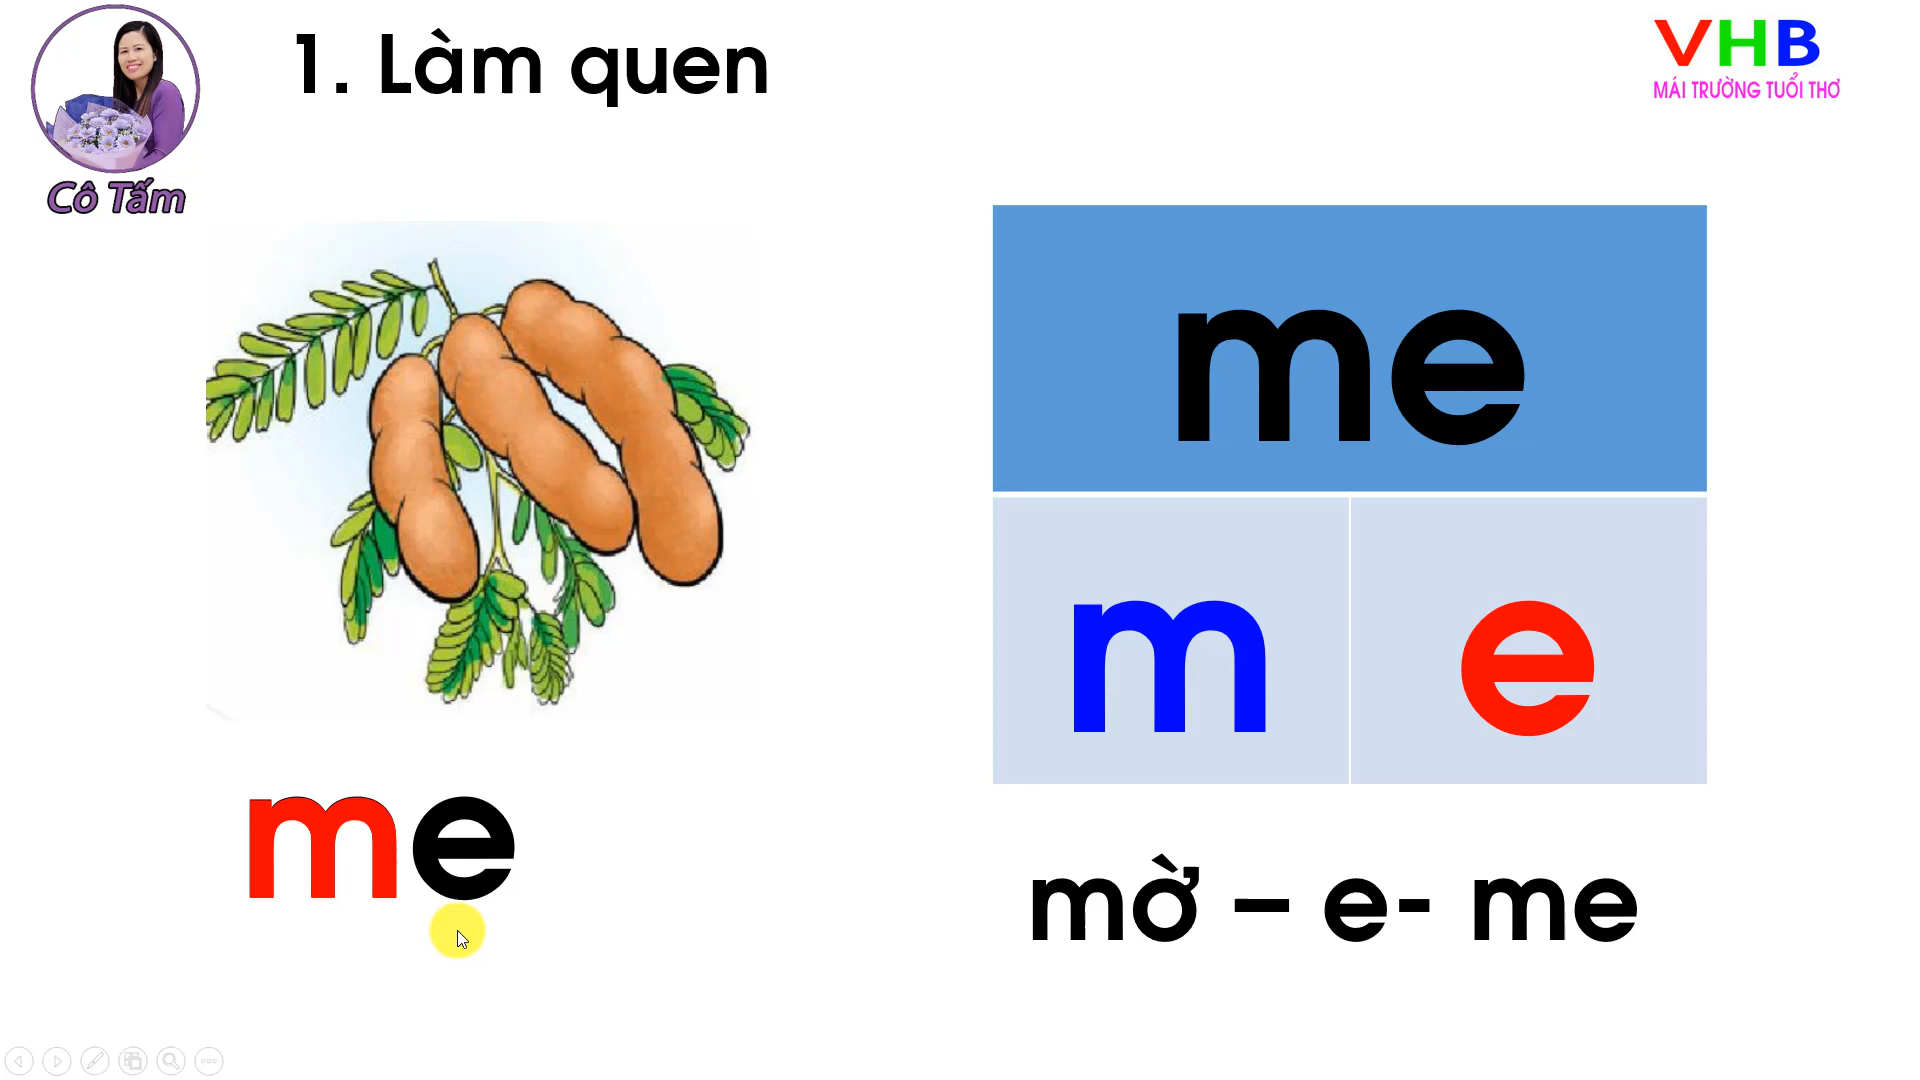 1. Làm quen
VHB
MÁI TRƯỜNG TUỔI THƠ
Cô Tấm
me
m e
me
mờ – e- me